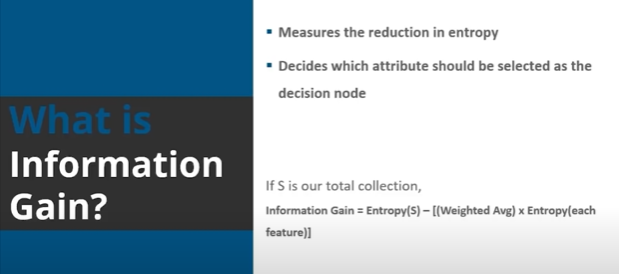 What is
Information
Gain?
▪ Measures the reduction in entropy
▪ Decides which attribute should be selected as the
decision node
If S is our total collection,
Information Gain = Entropy(S) – [(Weighted Avg) x Entropy(each
feature)]